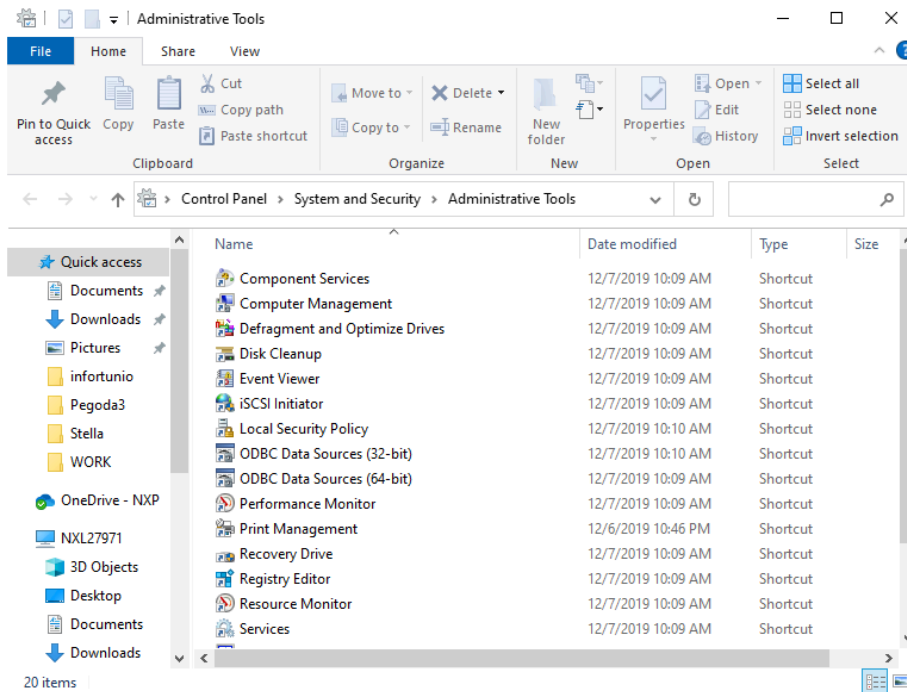 Administrative Tools
File Home Share View
Pin to Quick access
Copy
Paste
Cut
Copy path
Paste shortcut
Clipboard
Move to
Copy to
Delete
Rename
Organize
New folder
New
Properties
Open
Edit
History
Open
Select all
Select none
Invert selection
Select
Control Panel > System and Security > Administrative Tools
Quick access
Documents
Downloads
Pictures
infortunio
Pegoda3
Stella
WORK
OneDrive - NXP
NXL27971
3D Objects
Desktop
Documents
Downloads
Name Date modified Type Size
Component Services 12/7/2019 10:09 AM Shortcut
Computer Management 12/7/2019 10:09 AM Shortcut
Defragment and Optimize Drives 12/7/2019 10:09 AM Shortcut
Disk Cleanup 12/7/2019 10:09 AM Shortcut
Event Viewer 12/7/2019 10:09 AM Shortcut
iSCSI Initiator 12/7/2019 10:09 AM Shortcut
Local Security Policy 12/7/2019 10:10 AM Shortcut
ODBC Data Sources (32-bit) 12/7/2019 10:10 AM Shortcut
ODBC Data Sources (64-bit) 12/7/2019 10:09 AM Shortcut
Performance Monitor 12/7/2019 10:09 AM Shortcut
Print Management 12/6/2019 10:46 PM Shortcut
Recovery Drive 12/7/2019 10:09 AM Shortcut
Registry Editor 12/7/2019 10:09 AM Shortcut
Resource Monitor 12/7/2019 10:09 AM Shortcut
Services 12/7/2019 10:09 AM Shortcut
20 items